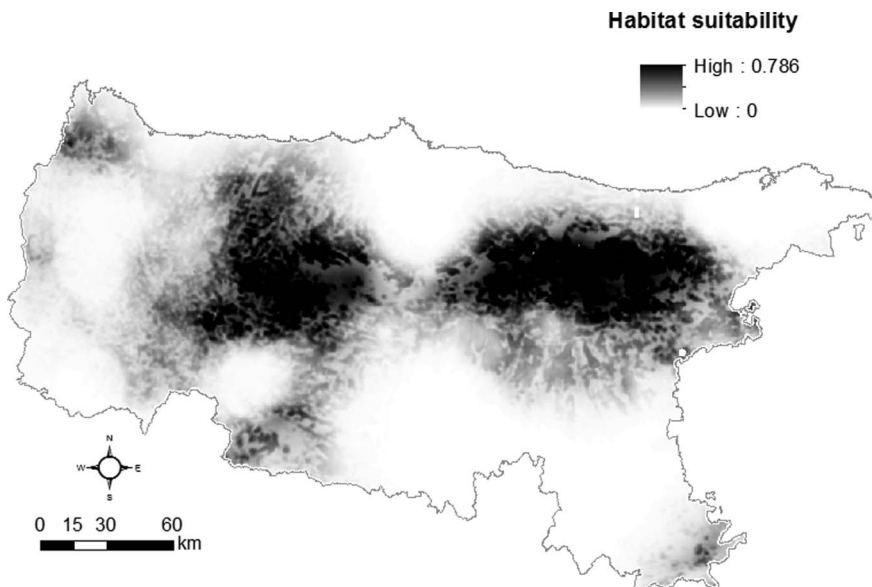 Habitat suitability
High : 0.786
Low : 0
N
W E
S
0 15 30 60
km